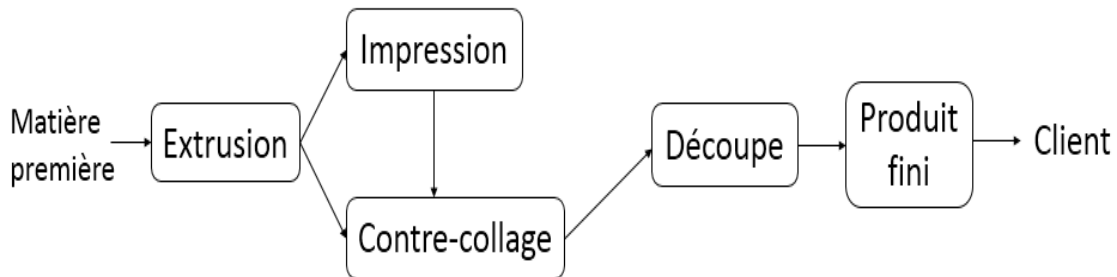 Matière
première
Extrusion
Impression
Contre-collage
Découpe
Produit
fini
Client